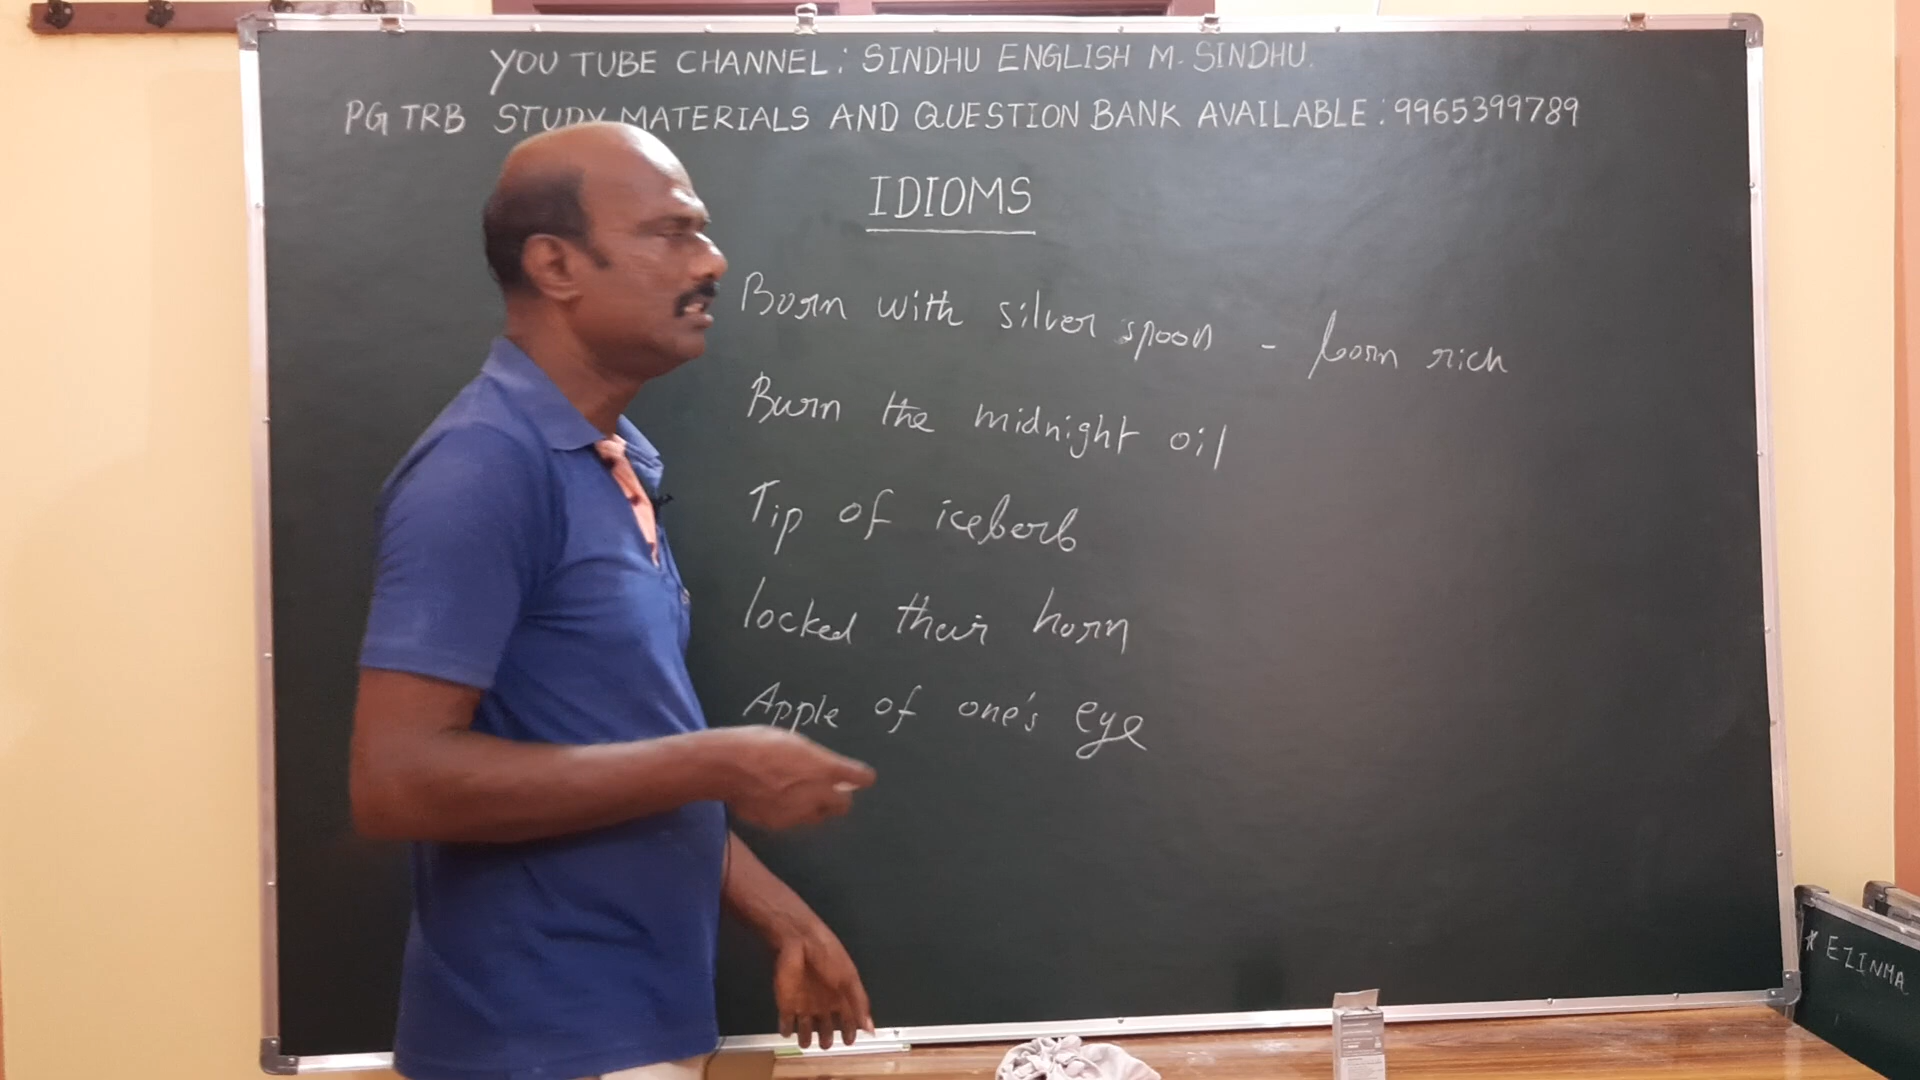 YOU TUBE CHANNEL: SINDHU ENGLISH M. SINDHU.
PG TRB STUDY MATERIALS AND QUESTION BANK AVAILABLE: 9965399789
IDIOMS
Born with silver spoon - born rich
Burn the midnight oil
Tip of iceberb
locked their horn
Apple of one's eye
* EZINMA